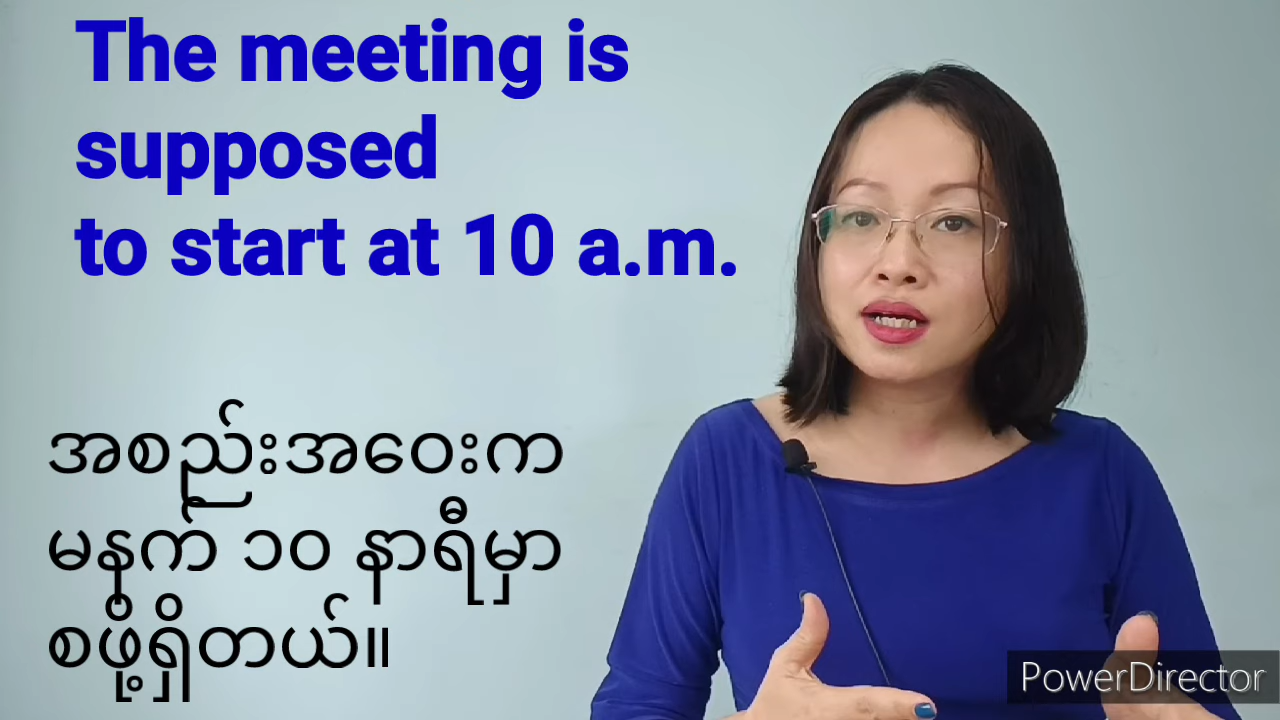 The meeting is
supposed
to start at 10 a.m.
အစည်းအဝေးက
မနက် ၁၀ နာရီမှာ
စဖို့ရှိတယ်။
PowerDirector